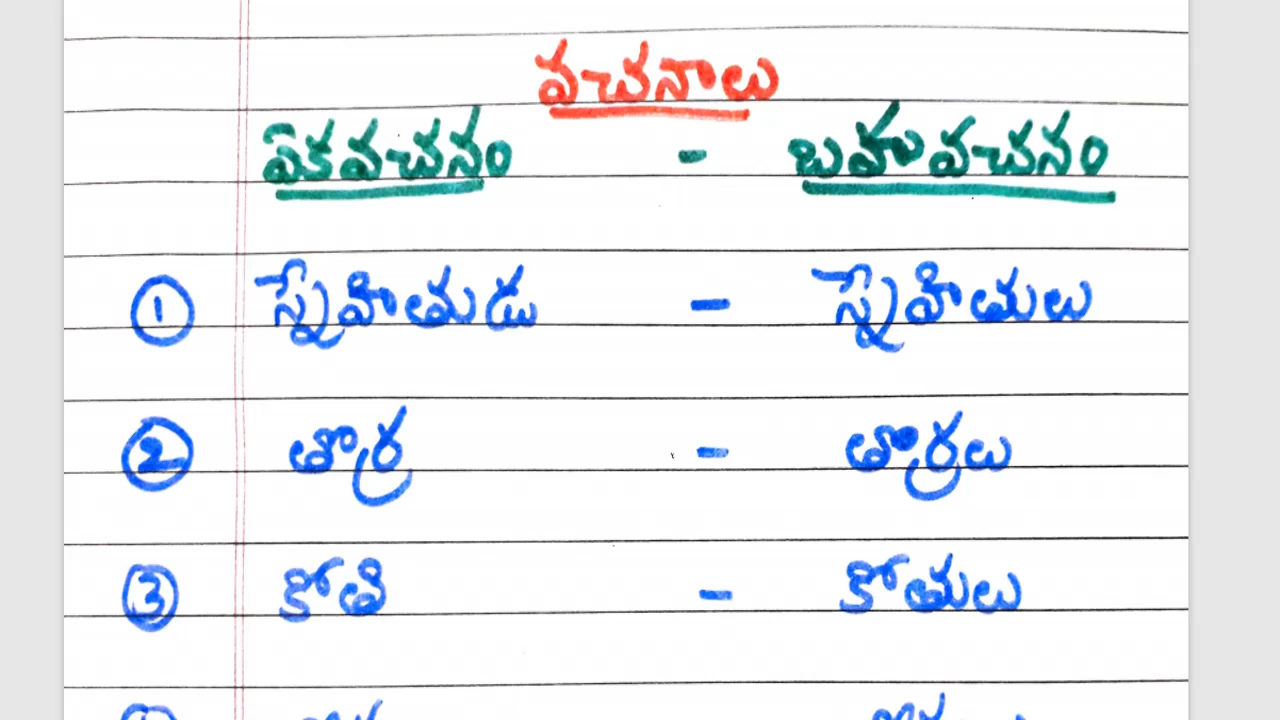 వచనాలు
ఏకవచనం - బహువచనం
① స్నేహితుడు - స్నేహితులు
② తొర్ర - తొర్రలు
③ కోతి - కోతులు